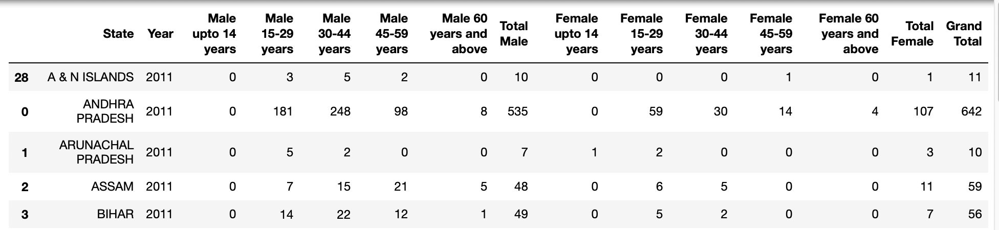 State Year Male upto 14 years Male 15-29 years Male 30-44 years Male 45-59 years Male 60 years and above Total Male Female upto 14 years Female 15-29 years Female 30-44 years Female 45-59 years Female 60 years and above Total Female Grand Total
28 A & N ISLANDS 2011 0 3 5 2 0 10 0 0 0 1 0 1 11
0 ANDHRA PRADESH 2011 0 181 248 98 8 535 0 59 30 14 4 107 642
1 ARUNACHAL PRADESH 2011 0 5 2 0 0 7 1 2 0 0 0 3 10
2 ASSAM 2011 0 7 15 21 5 48 0 6 5 0 0 11 59
3 BIHAR 2011 0 14 22 12 1 49 0 5 2 0 0 7 56